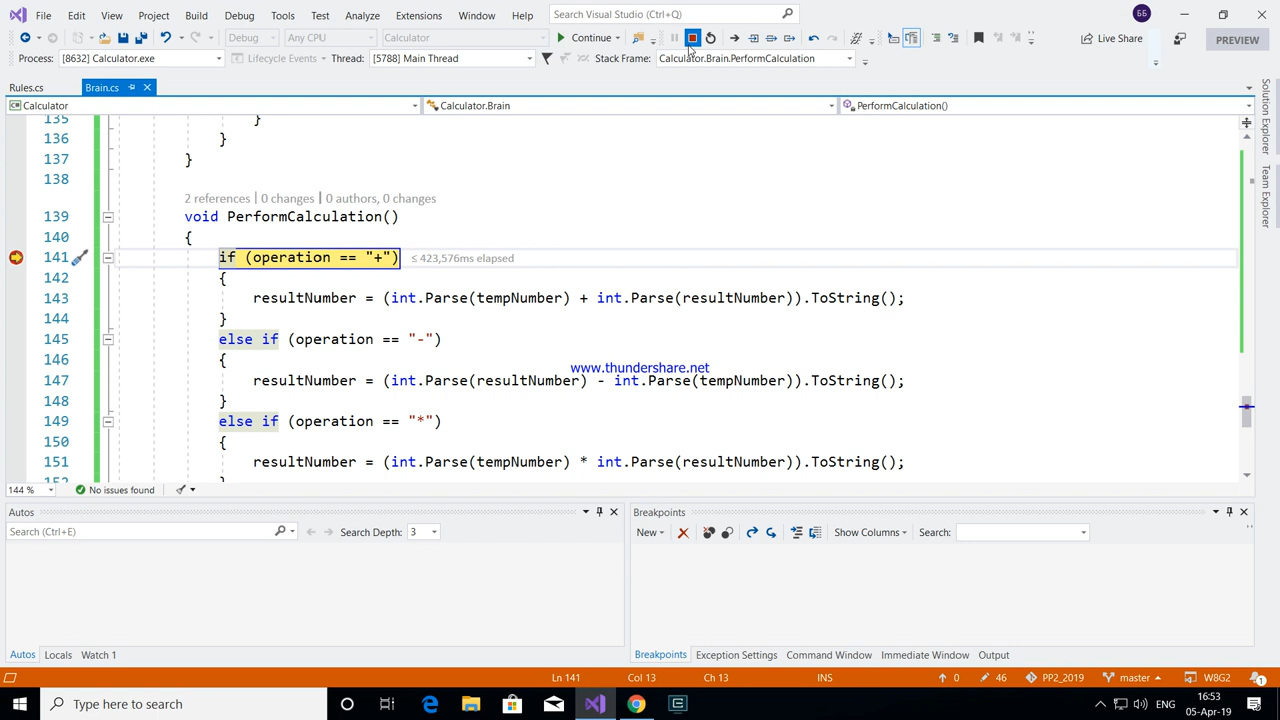 File Edit View Project Build Debug Tools Test Analyze Extensions Window Help Search Visual Studio (Ctrl+Q) ББ
Debug Any CPU Calculator Continue Live Share PREVIEW
Process: [8632] Calculator.exe Lifecycle Events Thread: [5788] Main Thread Stack Frame: Calculator.Brain.PerformCalculation
Rules.cs Brain.cs
Calculator Calculator.Brain PerformCalculation()
135 }
136 }
137 }
138
2 references | 0 changes | 0 authors, 0 changes
139 void PerformCalculation()
140 {
141 if (operation == "+") ≤ 423,576ms elapsed
142 {
143 resultNumber = (int.Parse(tempNumber) + int.Parse(resultNumber)).ToString();
144 }
145 else if (operation == "-")
146 {
www.thundershare.net
147 resultNumber = (int.Parse(resultNumber) - int.Parse(tempNumber)).ToString();
148 }
149 else if (operation == "*")
150 {
151 resultNumber = (int.Parse(tempNumber) * int.Parse(resultNumber)).ToString();
152 }
144 % No issues found
Solution Explorer
Team Explorer
Autos
Search (Ctrl+E) Search Depth: 3
Autos Locals Watch 1
Breakpoints
New Show Columns Search:
Breakpoints Exception Settings Command Window Immediate Window Output
Ln 141 Col 13 Ch 13 INS 0 46 PP2_2019 master W8G2 1
Type here to search ENG 16:53
05-Apr-19